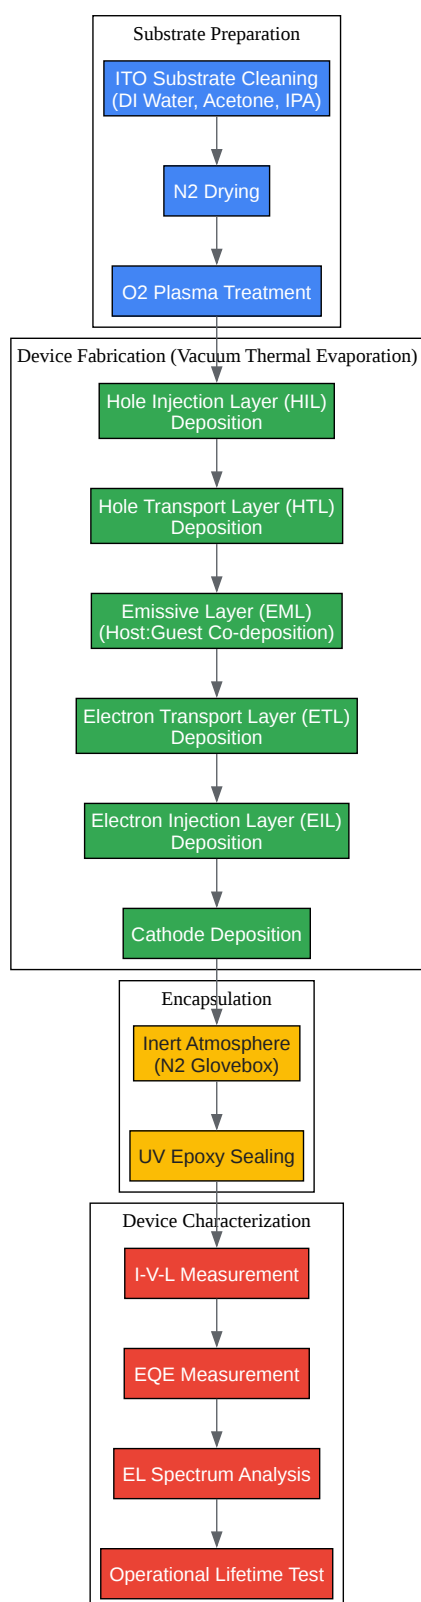 Substrate Preparation
ITO Substrate Cleaning
(DI Water, Acetone, IPA)
N2 Drying
O2 Plasma Treatment
Device Fabrication (Vacuum Thermal Evaporation)
Hole Injection Layer (HIL)
Deposition
Hole Transport Layer (HTL)
Deposition
Emissive Layer (EML)
(Host:Guest Co-deposition)
Electron Transport Layer (ETL)
Deposition
Electron Injection Layer (EIL)
Deposition
Cathode Deposition
Encapsulation
Inert Atmosphere
(N2 Glovebox)
UV Epoxy Sealing
Device Characterization
I-V-L Measurement
EQE Measurement
EL Spectrum Analysis
Operational Lifetime Test